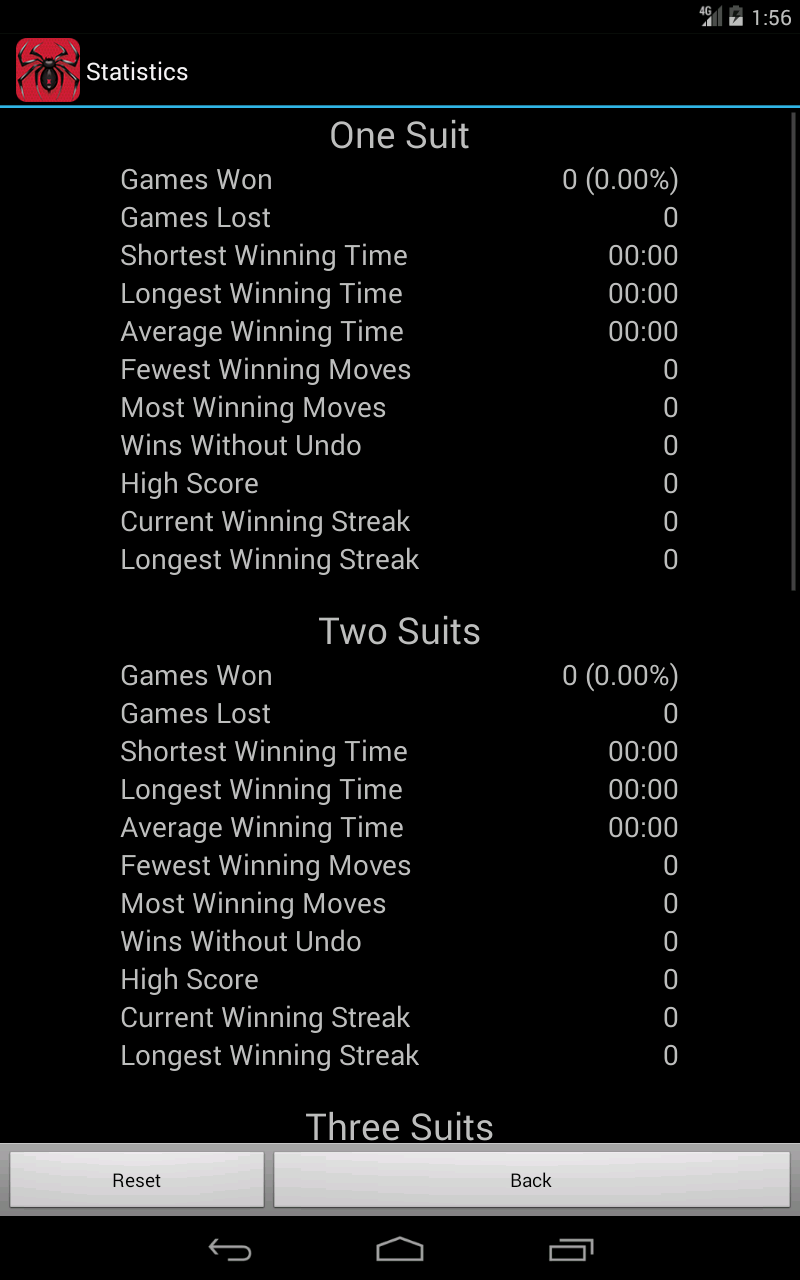 4G 1:56
Statistics
One Suit
Games Won 0 (0.00%)
Games Lost 0
Shortest Winning Time 00:00
Longest Winning Time 00:00
Average Winning Time 00:00
Fewest Winning Moves 0
Most Winning Moves 0
Wins Without Undo 0
High Score 0
Current Winning Streak 0
Longest Winning Streak 0
Two Suits
Games Won 0 (0.00%)
Games Lost 0
Shortest Winning Time 00:00
Longest Winning Time 00:00
Average Winning Time 00:00
Fewest Winning Moves 0
Most Winning Moves 0
Wins Without Undo 0
High Score 0
Current Winning Streak 0
Longest Winning Streak 0
Three Suits
Reset Back